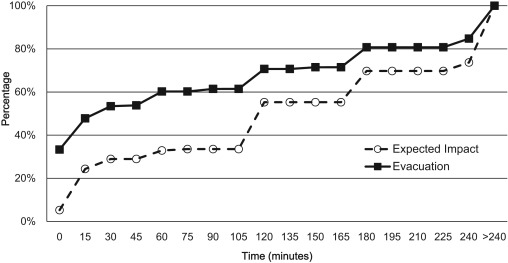 100%
80%
60%
40%
20%
0%
Percentage
Expected Impact
Evacuation
0 15 30 45 60 75 90 105 120 135 150 165 180 195 210 225 240 >240
Time (minutes)